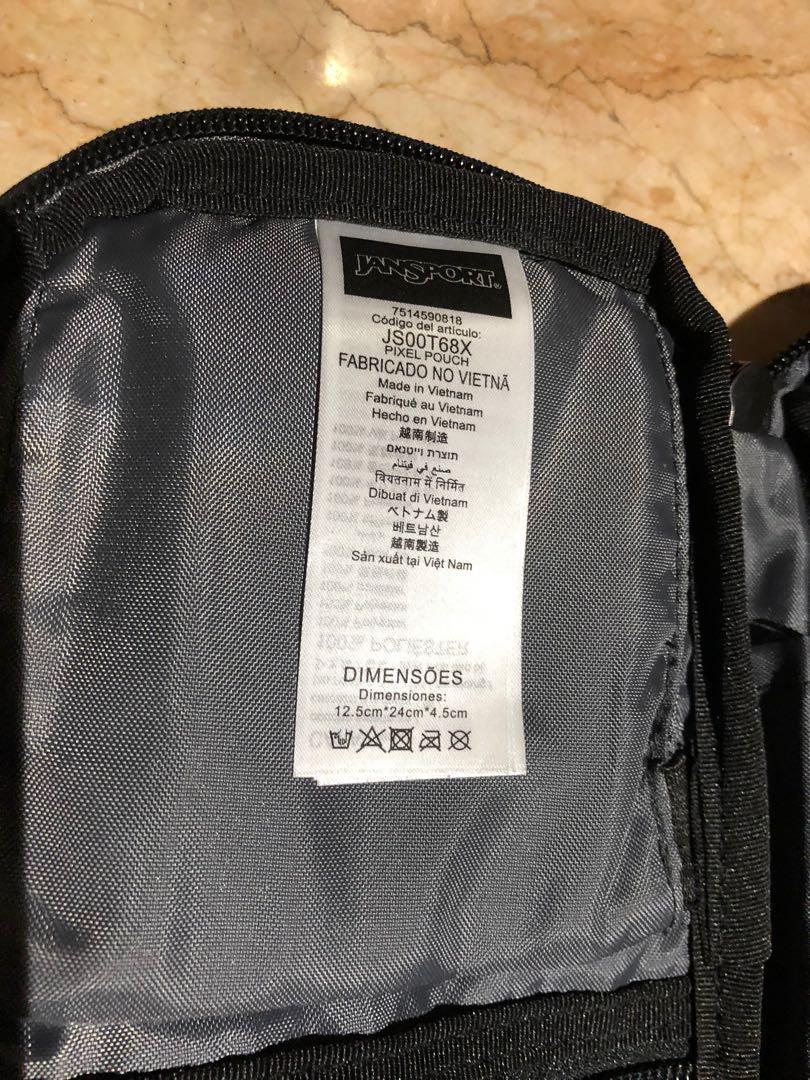 JANSPORT®
7514590818
Código del articulo:
JS00T68X
PIXEL POUCH
FABRICADO NO VIETNÃ
Made in Vietnam
Fabriqué au Vietnam
Hecho en Vietnam
越南制造
תוצרת וייטנאם
صنع في فيتنام
वियतनाम में निर्मित
Dibuat di Vietnam
ベトナム製
베트남산
越南製造
Sản xuất tại Việt Nam
100% POLIÉSTER
DIMENSÕES
Dimensiones:
12.5cm*24cm*4.5cm